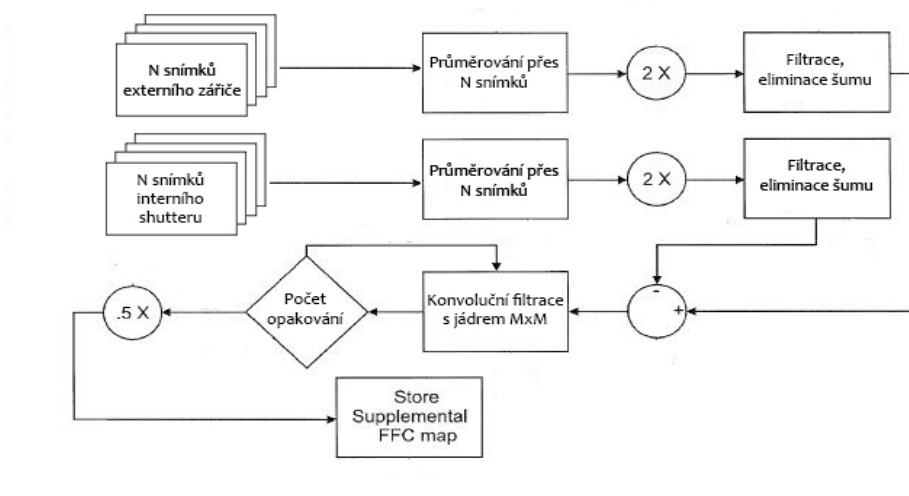 N snímků
externího zářiče
Průměrování přes
N snímků
2 X
Filtrace,
eliminace šumu
N snímků
interního
shutteru
Průměrování přes
N snímků
2 X
Filtrace,
eliminace šumu
.5 X
Počet
opakování
Konvoluční filtrace
s jádrem MxM
-
+
Store
Supplemental
FFC map